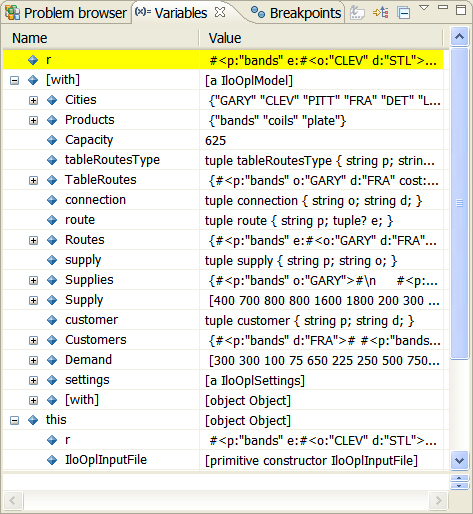 Problem browser (x)= Variables Breakpoints
Name Value
r #<p:"bands" e:#<o:"CLEV" d:"STL">...
[with] [a IloOplModel]
Cities {"GARY" "CLEV" "PITT" "FRA" "DET" "L...
Products {"bands" "coils" "plate"}
Capacity 625
tableRoutesType tuple tableRoutesType { string p; strin...
TableRoutes {#<p:"bands" o:"GARY" d:"FRA" cost:...
connection tuple connection { string o; string d; }
route tuple route { string p; tuple? e; }
Routes {#<p:"bands" e:#<o:"GARY" d:"FRA"...
supply tuple supply { string p; string o; }
Supplies {#<p:"bands" o:"GARY">#\n #<p:...
Supply [400 700 800 800 1600 1800 200 300 ...
customer tuple customer { string p; string d; }
Customers {#<p:"bands" d:"FRA"># #<p:"bands...
Demand [300 300 100 75 650 225 250 500 750...
settings [a IloOplSettings]
[with] [object Object]
this [object Object]
r #<p:"bands" e:#<o:"CLEV" d:"STL">...
IloOplInputFile [primitive constructor IloOplInputFile]